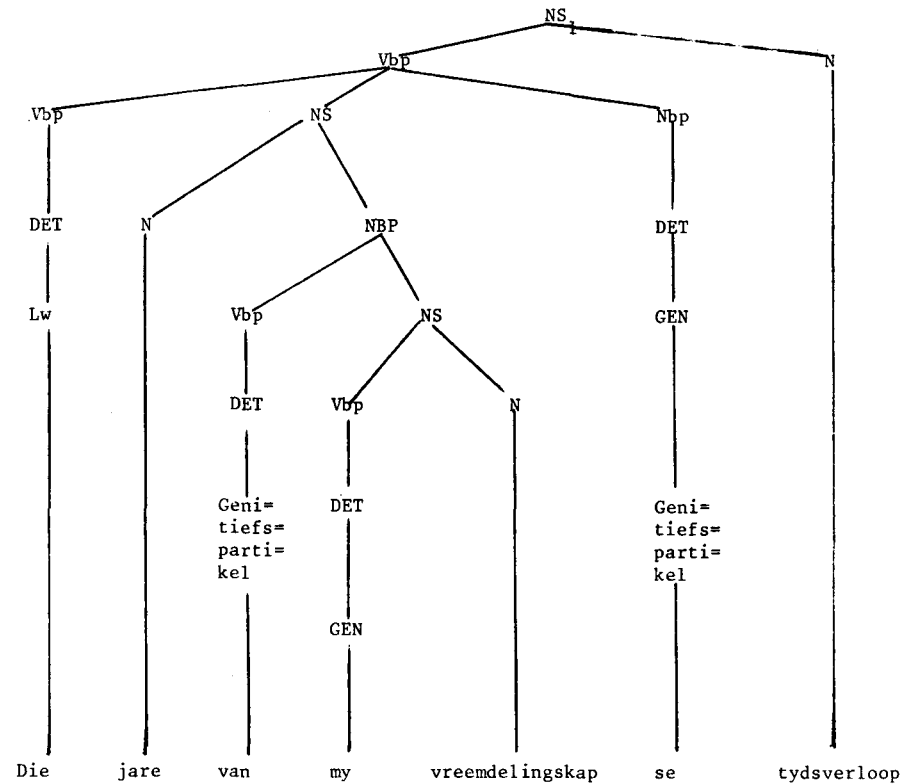 NS1
Vbp N
Vbp NS Nbp
DET N NBP DET
Lw Vbp NS GEN
DET Vbp N
Geni= DET Geni=
tiefs= tiefs=
parti= parti=
kel kel
GEN
Die jare van my vreemdelingskap se tydsverloop